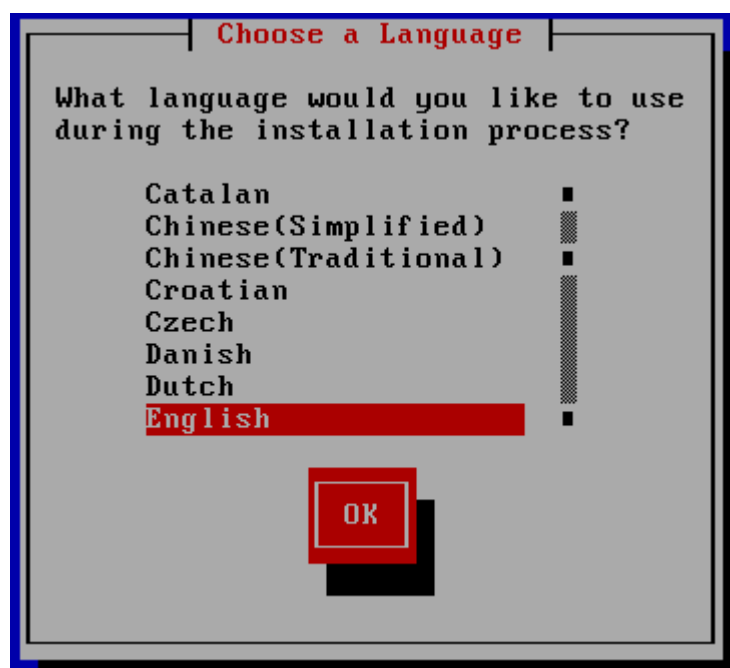 Choose a Language
What language would you like to use
during the installation process?
Catalan
Chinese(Simplified)
Chinese(Traditional)
Croatian
Czech
Danish
Dutch
English
OK